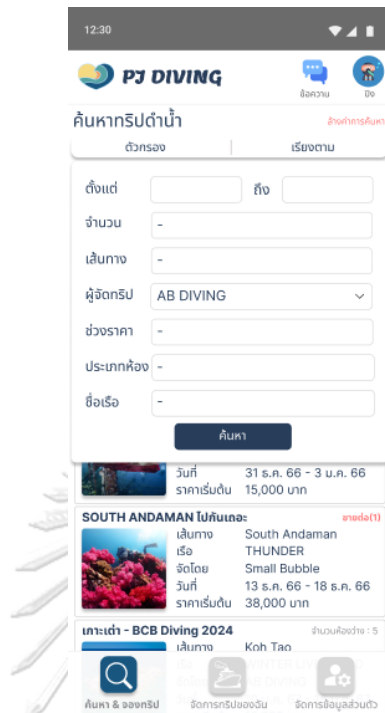 12:30
PJ DIVING
ข้อความ
ปิง
ค้นหาทริปดำน้ำ
ล้างค่าการค้นหา
ตัวกรอง
เรียงตาม
ตั้งแต่ ถึง
จำนวน -
เส้นทาง -
ผู้จัดทริป AB DIVING
ช่วงราคา -
ประเภทห้อง -
ชื่อเรือ -
ค้นหา
วันที่ 31 ธ.ค. 66 - 3 ม.ค. 66
ราคาเริ่มต้น 15,000 บาท
SOUTH ANDAMAN ไปกันเถอะ ขายต่อ(1)
เส้นทาง South Andaman
เรือ THUNDER
จัดโดย Small Bubble
วันที่ 13 ธ.ค. 66 - 18 ธ.ค. 66
ราคาเริ่มต้น 38,000 บาท
เกาะเต่า - BCB Diving 2024 จำนวนห้องว่าง : 5
เส้นทาง Koh Tao
ค้นหา & จองทริป
จัดการทริปของฉัน
จัดการข้อมูลส่วนตัว